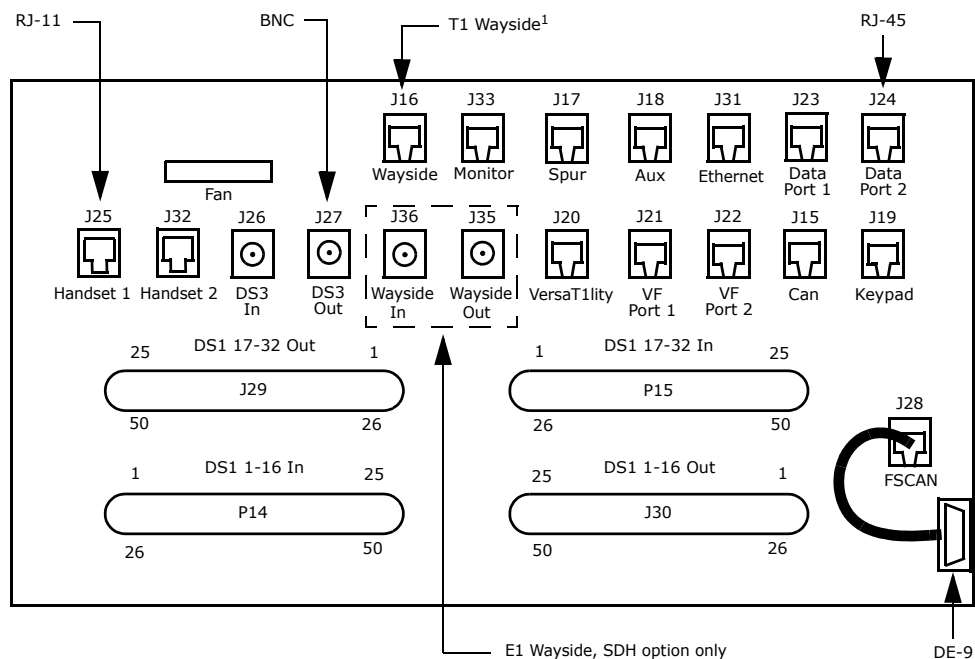 RJ-11
BNC
T1 Wayside1
RJ-45
J16
J33
J17
J18
J31
J23
J24
Wayside
Monitor
Spur
Aux
Ethernet
Data
Port 1
Data
Port 2
Fan
J25
J32
J26
J27
J36
J35
J20
J21
J22
J15
J19
Handset 1
Handset 2
DS3
In
DS3
Out
Wayside
In
Wayside
Out
VersaT1lity
VF
Port 1
VF
Port 2
Can
Keypad
25
DS1 17-32 Out
1
J29
50
26
1
DS1 17-32 In
25
P15
26
50
J28
FSCAN
1
DS1 1-16 In
25
P14
26
50
25
DS1 1-16 Out
1
J30
50
26
E1 Wayside, SDH option only
DE-9